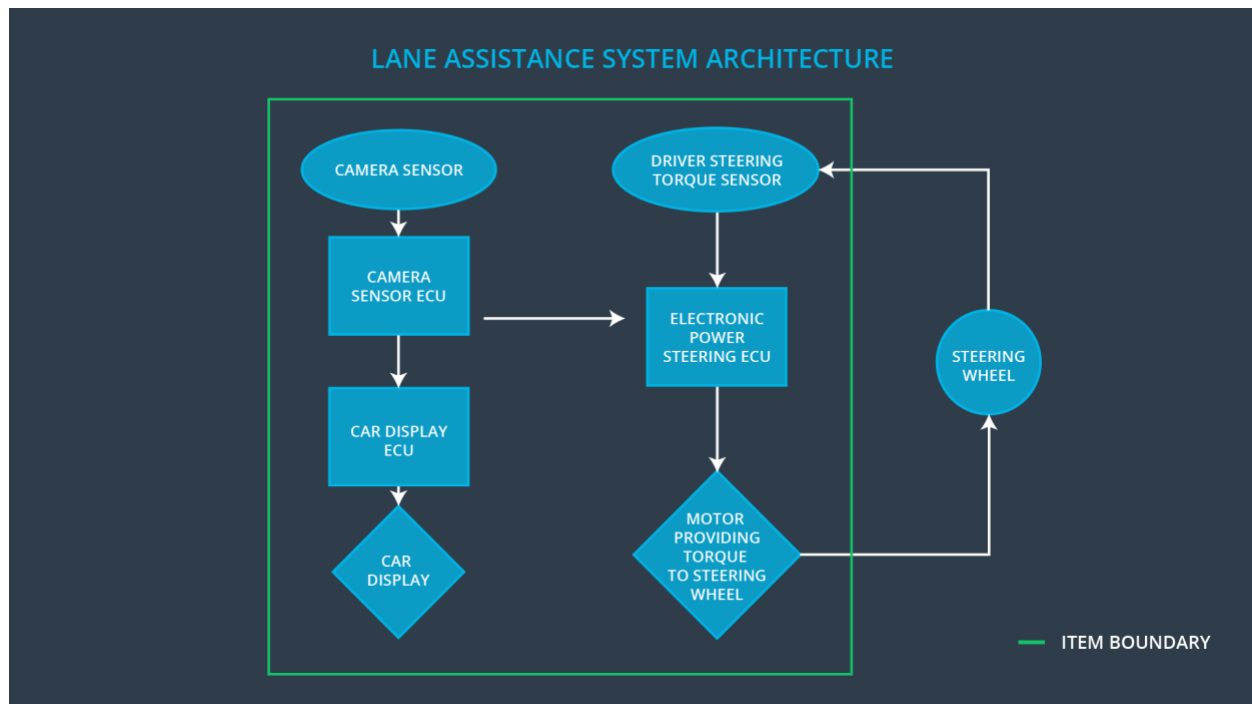 LANE ASSISTANCE SYSTEM ARCHITECTURE
CAMERA SENSOR
DRIVER STEERING
TORQUE SENSOR
CAMERA
SENSOR ECU
ELECTRONIC
POWER
STEERING ECU
STEERING
WHEEL
CAR DISPLAY
ECU
MOTOR
PROVIDING
TORQUE
TO STEERING
WHEEL
CAR
DISPLAY
ITEM BOUNDARY